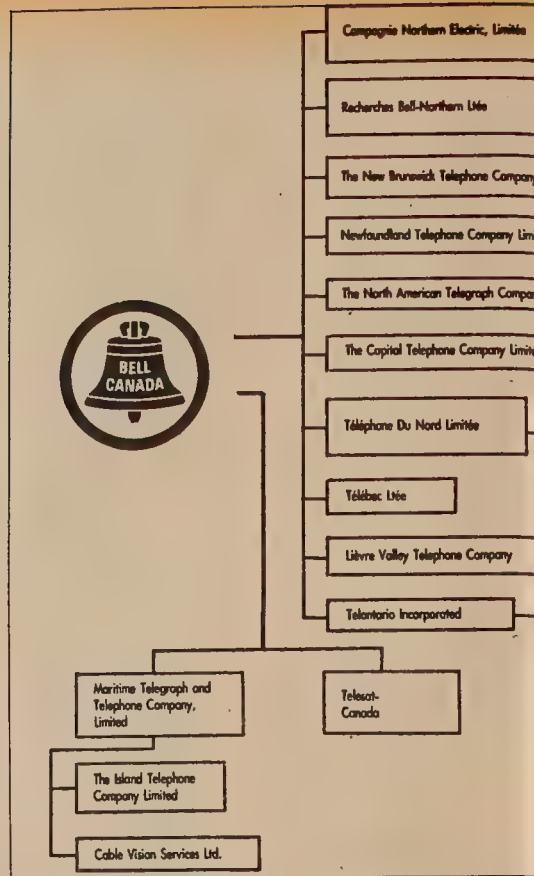 Compagnie Northern Electric, Limitée
Recherches Bell-Northern Ltée
The New Brunswick Telephone Company
Newfoundland Telephone Company
The North American Telegraph
The Capital Telephone Company
BELL
CANADA
Téléphone Du Nord Limitée
Télébec Ltée
Lièvre Valley Telephone Company
Telantario Incorporated
Maritime Telegraph and
Telephone Company,
Limited
Telesat-
Canada
The Island Telephone
Company Limited
Cable Vision Services Ltd.